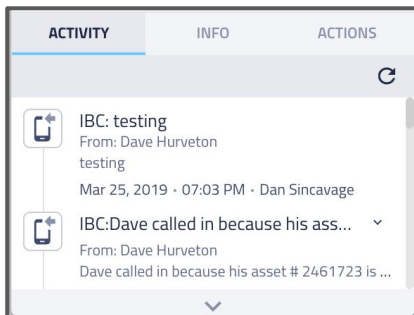 ACTIVITY INFO ACTIONS
IBC: testing
From: Dave Hurveton
testing
Mar 25, 2019 · 07:03 PM · Dan Sincavage
IBC:Dave called in because his ass...
From: Dave Hurveton
Dave called in because his asset # 2461723 is ...